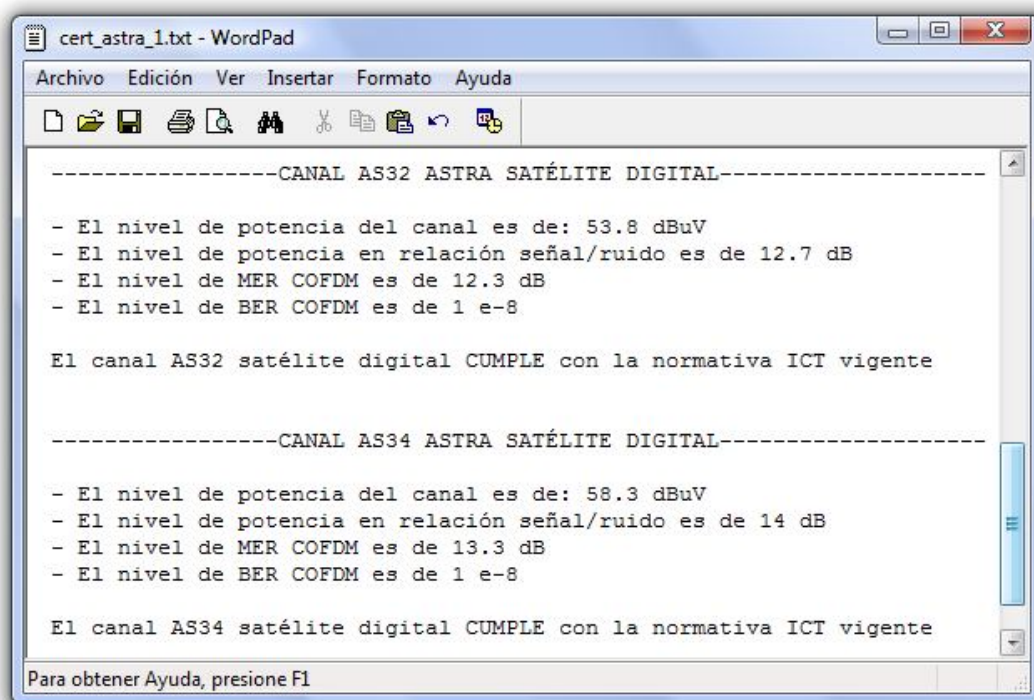 cert_astra_1.txt - WordPad
Archivo Edición Ver Insertar Formato Ayuda
-----------------CANAL AS32 ASTRA SATÉLITE DIGITAL--------------------
- El nivel de potencia del canal es de: 53.8 dBuV
- El nivel de potencia en relación señal/ruido es de 12.7 dB
- El nivel de MER COFDM es de 12.3 dB
- El nivel de BER COFDM es de 1 e-8
El canal AS32 satélite digital CUMPLE con la normativa ICT vigente
-----------------CANAL AS34 ASTRA SATÉLITE DIGITAL--------------------
- El nivel de potencia del canal es de: 58.3 dBuV
- El nivel de potencia en relación señal/ruido es de 14 dB
- El nivel de MER COFDM es de 13.3 dB
- El nivel de BER COFDM es de 1 e-8
El canal AS34 satélite digital CUMPLE con la normativa ICT vigente
Para obtener Ayuda, presione F1